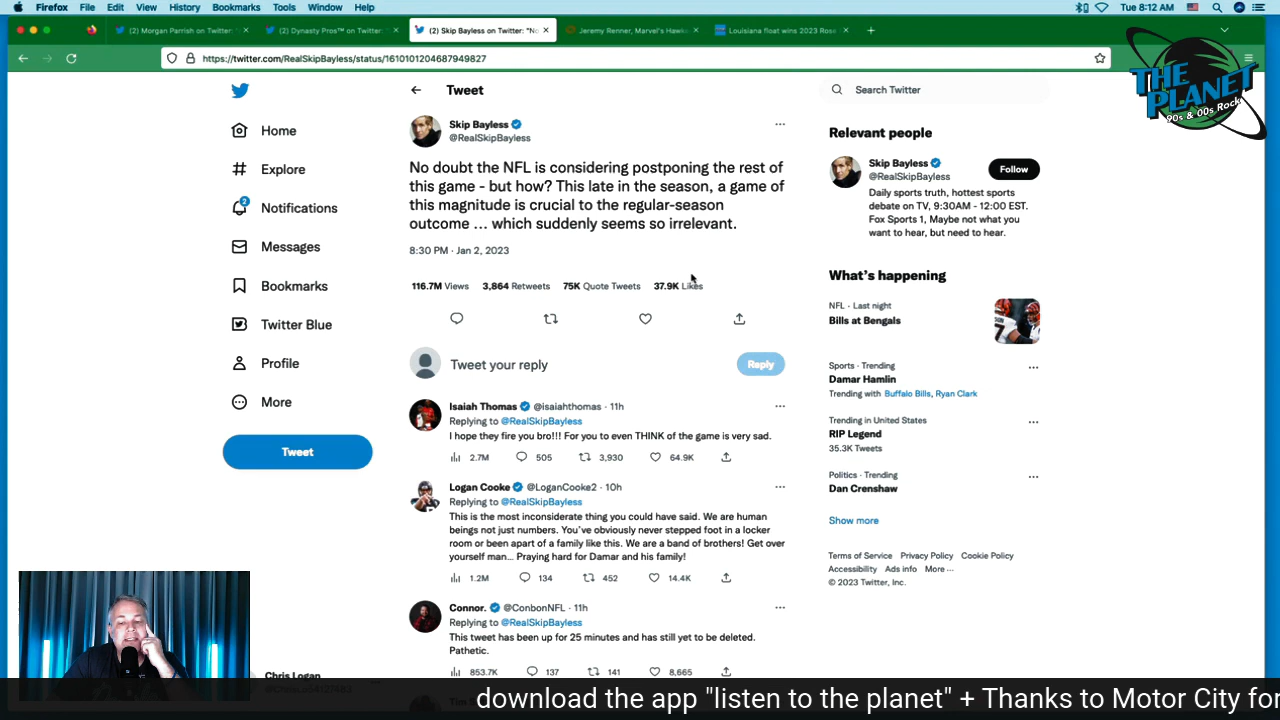 Firefox File Edit View History Bookmarks Tools Window Help
Tue 8:12 AM
(2) Morgan Parrish on Twitter:
(2) Dynasty Pros™ on Twitter:
(2) Skip Bayless on Twitter: "No
Jeremy Renner, Marvel's Hawk
Louisiana float wins 2023 Rose
https://twitter.com/RealSkipBayless/status/1610101204687949827
THE PLANET
90s & 00s Rock
Home
Explore
2
Notifications
Messages
Bookmarks
Twitter Blue
Profile
More
Tweet
Chris Logan
Tweet
Skip Bayless
@RealSkipBayless
No doubt the NFL is considering postponing the rest of
this game - but how? This late in the season, a game of
this magnitude is crucial to the regular-season
outcome ... which suddenly seems so irrelevant.
8:30 PM · Jan 2, 2023
116.7M Views 3,864 Retweets 75K Quote Tweets 37.9K Likes
Tweet your reply
Reply
Isaiah Thomas @isaiahthomas · 11h
Replying to @RealSkipBayless
I hope they fire you bro!!! For you to even THINK of the game is very sad.
2.7M 505 3,930 64.9K
Logan Cooke @LoganCooke2 · 10h
Replying to @RealSkipBayless
This is the most inconsiderate thing you could have said. We are human
beings not just numbers. You've obviously never stepped foot in a locker
room or been apart of a family like this. We are a band of brothers! Get over
yourself man... Praying hard for Damar and his family!
1.2M 134 452 14.4K
Connor. @ConbonNFL · 11h
Replying to @RealSkipBayless
This tweet has been up for 25 minutes and has still yet to be deleted.
Pathetic.
853.7K 137 141 8,665
Search Twitter
Relevant people
Skip Bayless
@RealSkipBayless
Follow
Daily sports truth, hottest sports
debate on TV, 9:30AM - 12:00 EST.
Fox Sports 1, Maybe not what you
want to hear, but need to hear.
What's happening
NFL · Last night
Bills at Bengals
Sports · Trending
Damar Hamlin
Trending with Buffalo Bills, Ryan Clark
Trending in United States
RIP Legend
35.3K Tweets
Politics · Trending
Dan Crenshaw
Show more
Terms of Service Privacy Policy Cookie Policy
Accessibility Ads info More ...
© 2023 Twitter, Inc.
download the app "listen to the planet" + Thanks to Motor City for